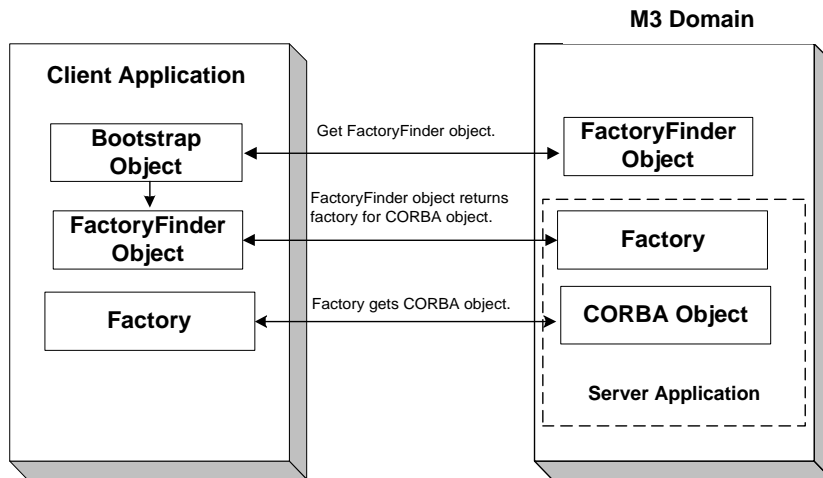 M3 Domain
Client Application
Bootstrap
Object
Get FactoryFinder object.
FactoryFinder
Object
FactoryFinder
Object
FactoryFinder object returns
factory for CORBA object.
Factory
Factory
Factory gets CORBA object.
CORBA Object
Server Application